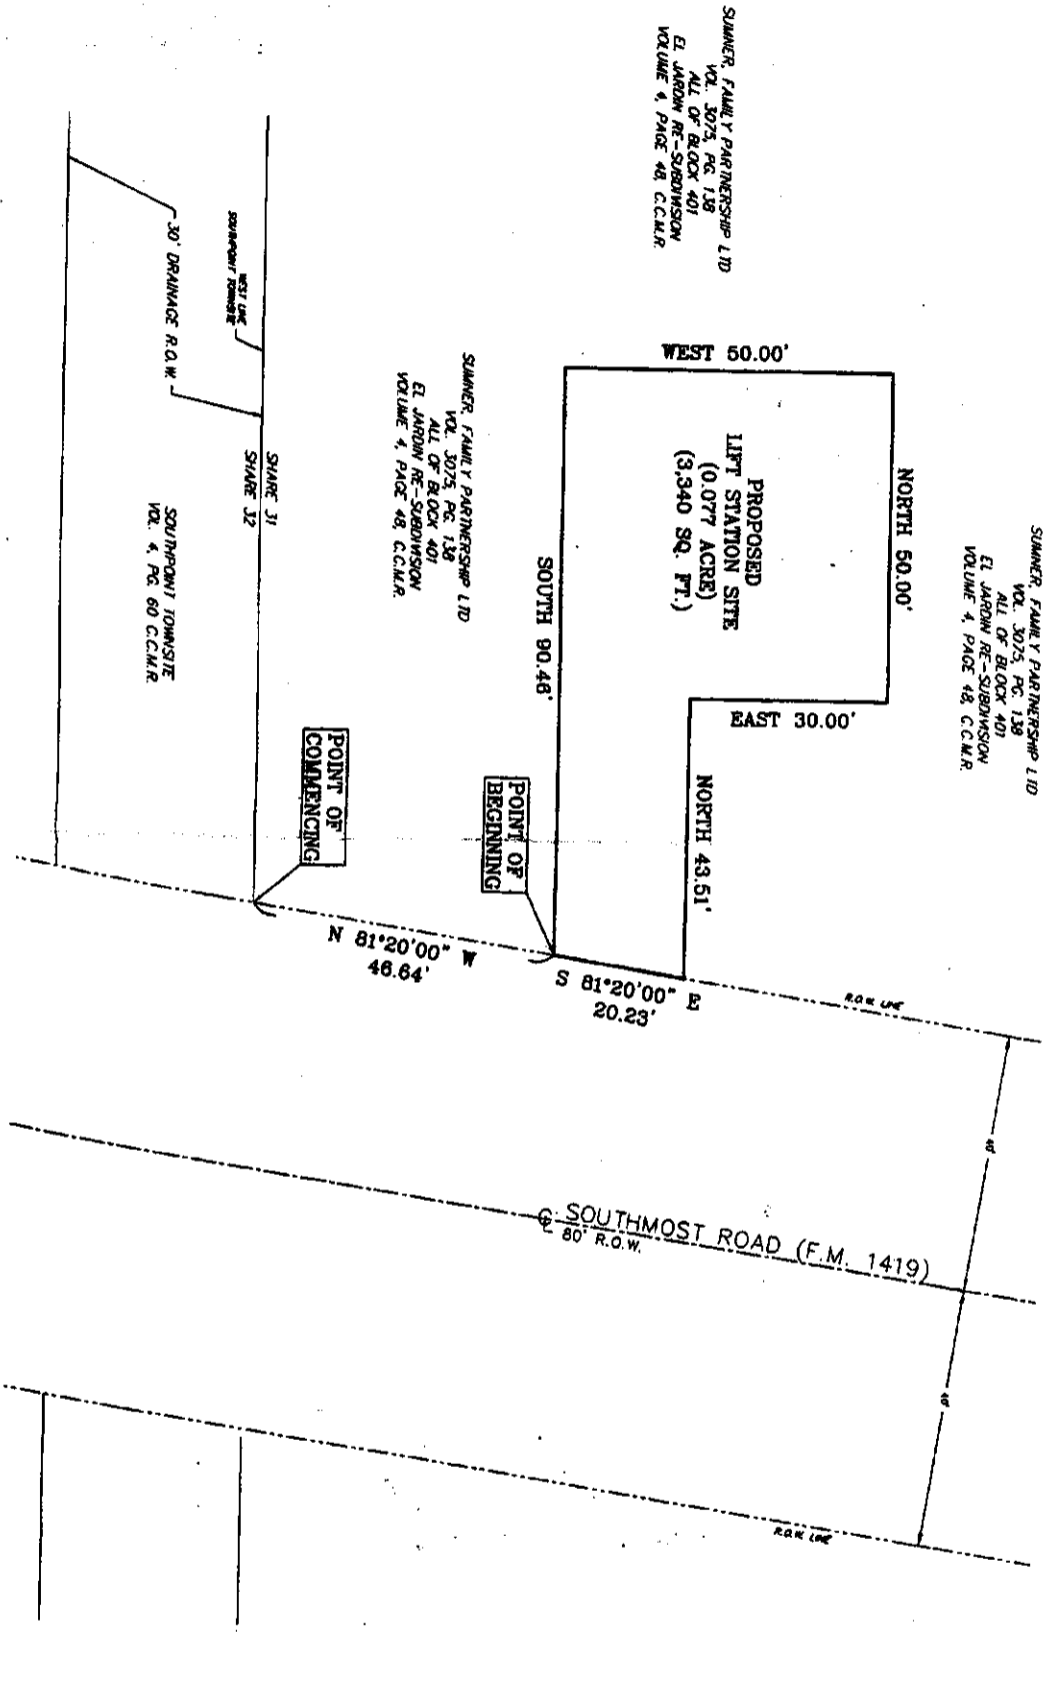 SUMNER, FAMILY PARTNERSHIP LTD
VOL. 3075, PG. 138
ALL OF BLOCK 401
EL JARDIN RE-SUBDIVISION
VOLUME 4, PAGE 48, C.C.M.R.
SUMNER, FAMILY PARTNERSHIP LTD
VOL. 3075, PG. 138
ALL OF BLOCK 401
EL JARDIN RE-SUBDIVISION
VOLUME 4, PAGE 48, C.C.M.R.
WEST 50.00'
NORTH 50.00'
PROPOSED
LIFT STATION SITE
(0.077 ACRE)
(3,340 SQ. FT.)
EAST 30.00'
NORTH 43.51'
SOUTH 90.46'
SUMNER, FAMILY PARTNERSHIP LTD
VOL. 3075, PG. 138
ALL OF BLOCK 401
EL JARDIN RE-SUBDIVISION
VOLUME 4, PAGE 48, C.C.M.R.
WEST LINE
SOUTHPOINT TOWNSITE
30' DRAINAGE R.O.W.
SHARE 31
SHARE 32
SOUTHPOINT TOWNSITE
VOL. 4, PG. 60 C.C.M.R.
POINT OF
COMMENCING
POINT OF
BEGINNING
N 81°20'00" W
46.64'
S 81°20'00" E
20.23'
R.O.W. LINE
40'
℄ SOUTHMOST ROAD (F.M. 1419)
80' R.O.W.
40'
R.O.W. LINE